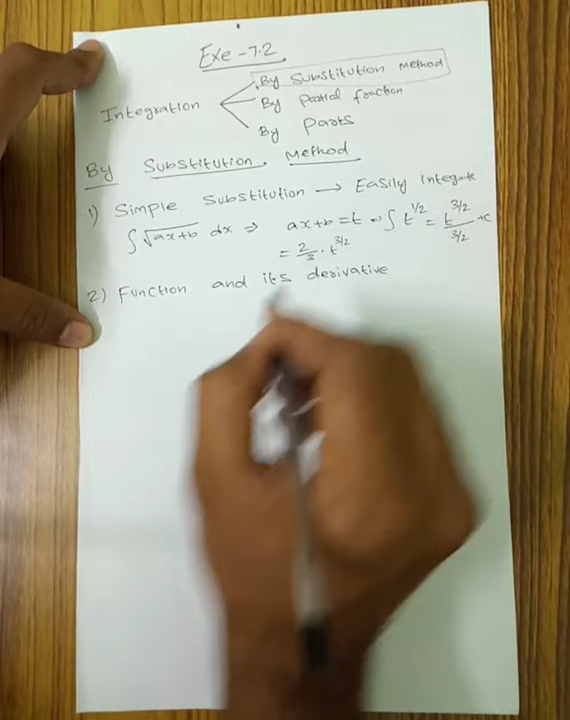 Exe - 7.2
Integration
By Substitution Method
By Partial fraction
By Parts
By Substitution Method
1) Simple Substitution → Easily Integrate
∫√ax+b dx ⇒ ax+b = t ⇒ ∫ t^1/2 = t^3/2 / 3/2 + c
= 2/3 · t^3/2
2) Function and its derivative